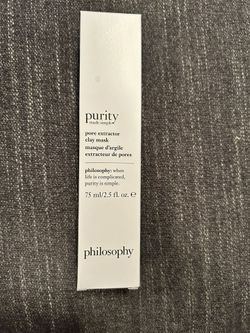 purity
made simple®
pore extractor
clay mask
masque d'argile
extracteur de pores
philosophy: when
life is complicated,
purity is simple.
75 ml/2.5 fl. oz. ℮
philosophy